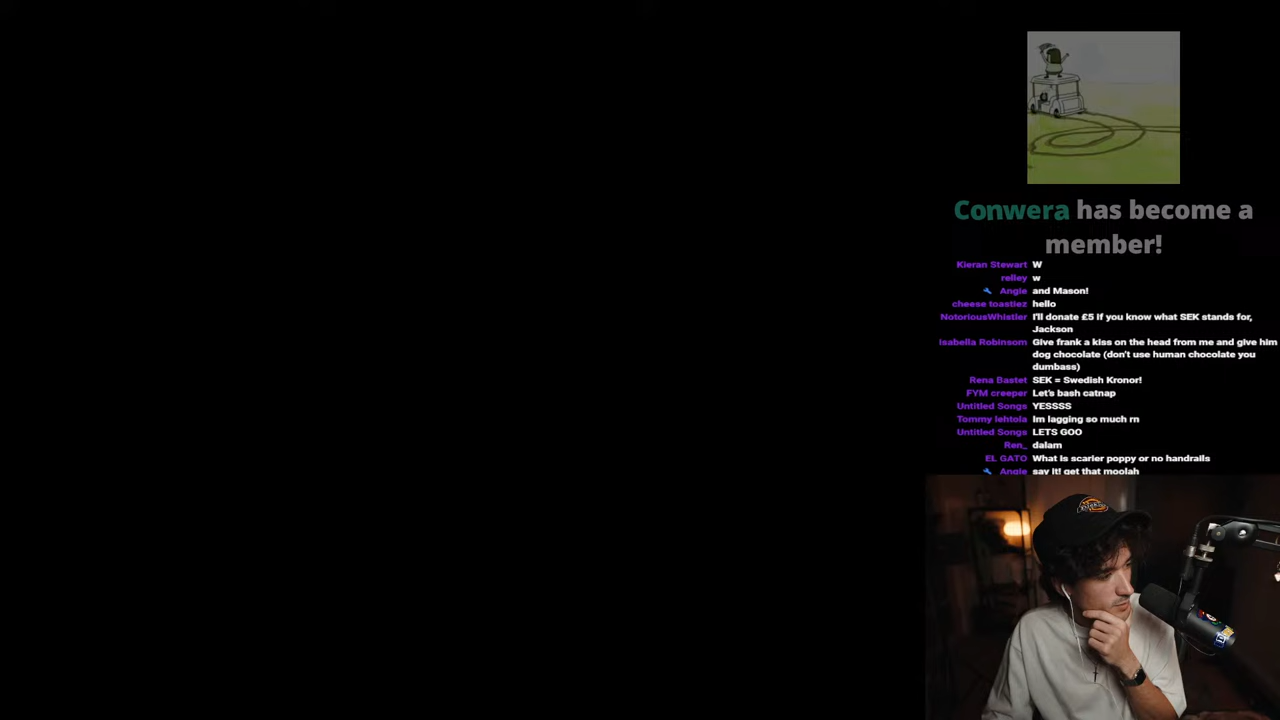 Conwera has become a
member!
Kieran Stewart W
relley w
Angie and Mason!
cheese toastiez hello
NotoriousWhistler I'll donate £5 if you know what SEK stands for,
Jackson
Isabella Robinsom Give frank a kiss on the head from me and give him
dog chocolate (don't use human chocolate you
dumbass)
Rena Bastet SEK = Swedish Kronor!
FYM creeper Let's bash catnap
Untitled Songs YESSSS
Tommy lehtola Im lagging so much rn
Untitled Songs LETS GOO
Ren_ dalam
EL GATO What is scarier poppy or no handrails
Angie say it! get that moolah